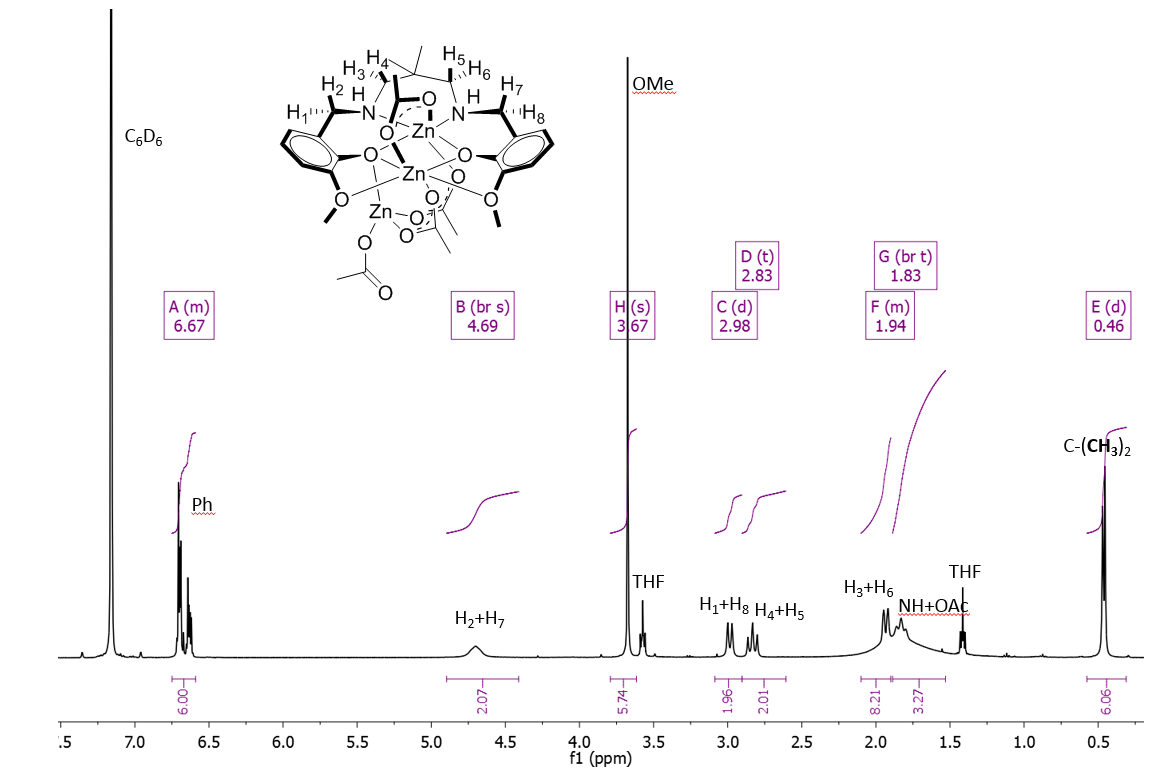 OMe
C₆D₆
H₄
H₃
H₅
H₆
H₂
H₁
H
H
H₇
H₈
N
N
O
O
Zn
O
O
Zn
O
O
O
O
Zn
O
O
O
O
D (t)
2.83
G (br t)
1.83
A (m)
6.67
B (br s)
4.69
H (s)
3.67
C (d)
2.98
F (m)
1.94
E (d)
0.46
C-(CH₃)₂
Ph
THF
H₂+H₇
H₁+H₈
H₄+H₅
H₃+H₆
NH+OAc
THF
6.00
2.07
5.74
1.96
2.01
8.21
3.27
6.06
.5 7.0 6.5 6.0 5.5 5.0 4.5 4.0 3.5 3.0 2.5 2.0 1.5 1.0 0.5
f1 (ppm)